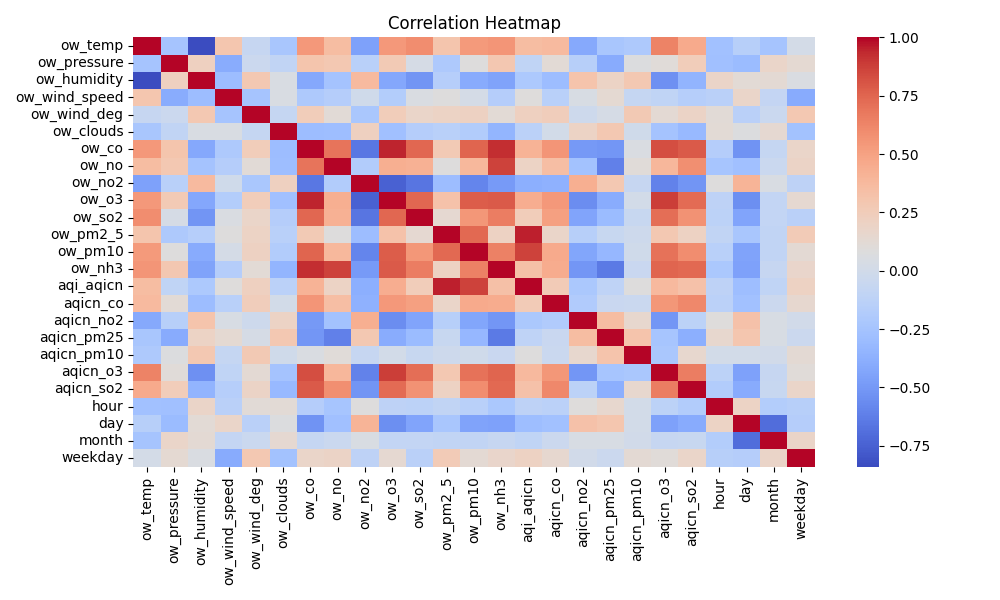 Correlation Heatmap
ow_temp
ow_pressure
ow_humidity
ow_wind_speed
ow_wind_deg
ow_clouds
ow_co
ow_no
ow_no2
ow_o3
ow_so2
ow_pm2_5
ow_pm10
ow_nh3
aqi_aqicn
aqicn_co
aqicn_no2
aqicn_pm25
aqicn_pm10
aqicn_o3
aqicn_so2
hour
day
month
weekday
ow_temp
ow_pressure
ow_humidity
ow_wind_speed
ow_wind_deg
ow_clouds
ow_co
ow_no
ow_no2
ow_o3
ow_so2
ow_pm2_5
ow_pm10
ow_nh3
aqi_aqicn
aqicn_co
aqicn_no2
aqicn_pm25
aqicn_pm10
aqicn_o3
aqicn_so2
hour
day
month
weekday
1.00
0.75
0.50
0.25
0.00
−0.25
−0.50
−0.75